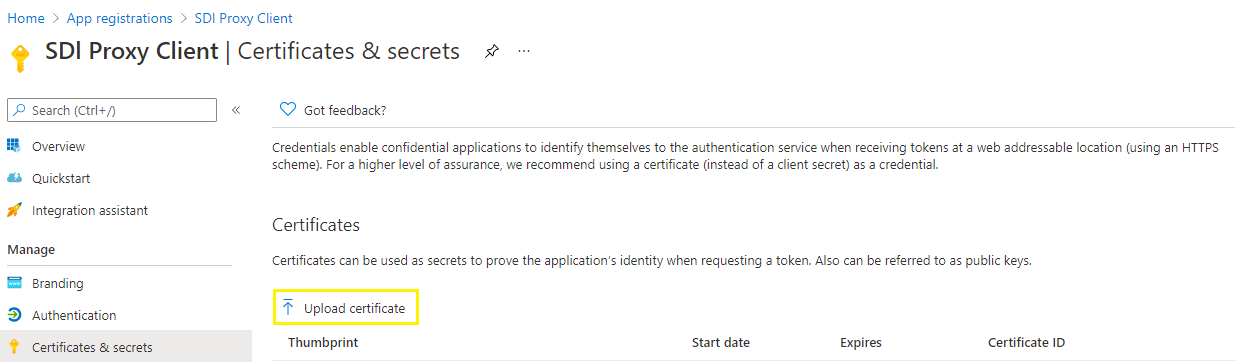 Home > App registrations > SDl Proxy Client
SDl Proxy Client | Certificates & secrets
Search (Ctrl+/)
Overview
Quickstart
Integration assistant
Manage
Branding
Authentication
Certificates & secrets
Got feedback?
Credentials enable confidential applications to identify themselves to the authentication service when receiving tokens at a web addressable location (using an HTTPS
scheme). For a higher level of assurance, we recommend using a certificate (instead of a client secret) as a credential.
Certificates
Certificates can be used as secrets to prove the application's identity when requesting a token. Also can be referred to as public keys.
Upload certificate
Thumbprint Start date Expires Certificate ID